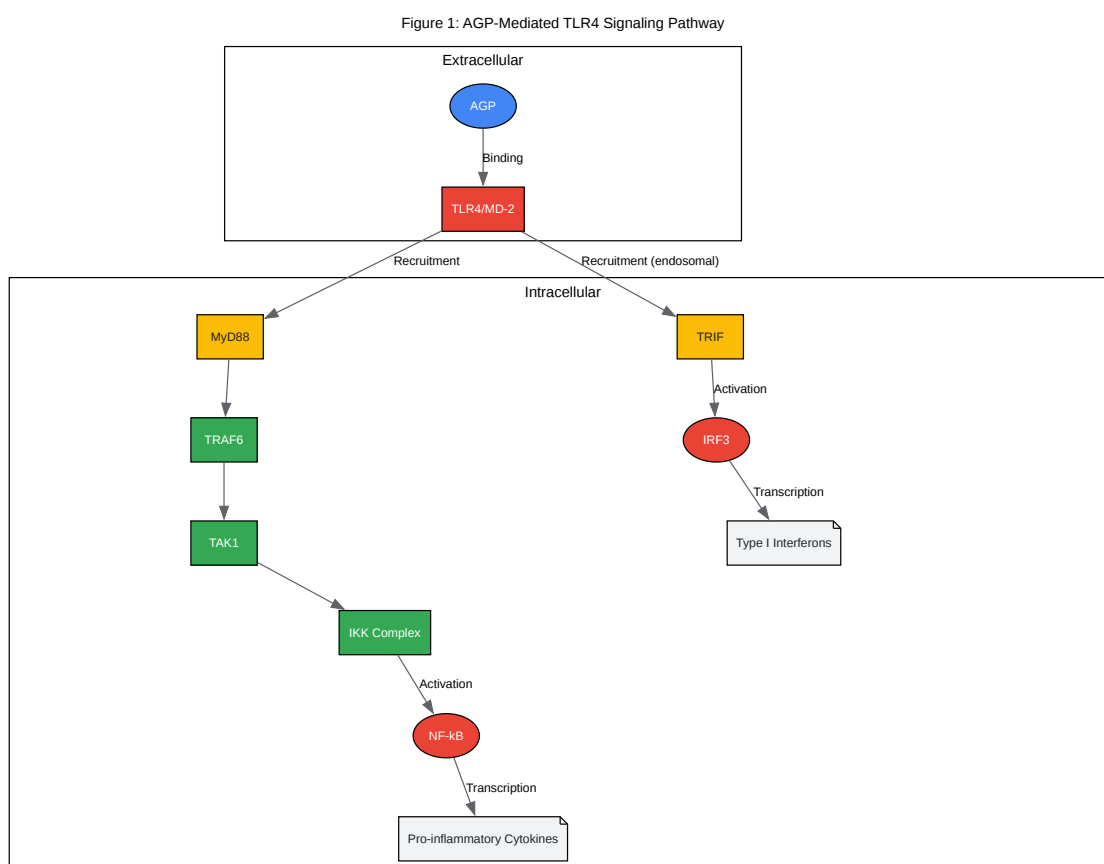 Figure 1: AGP-Mediated TLR4 Signaling Pathway
Extracellular
AGP
Binding
TLR4/MD-2
Recruitment
Recruitment (endosomal)
Intracellular
MyD88
TRIF
Activation
TRAF6
IRF3
Transcription
TAK1
Type I Interferons
IKK Complex
Activation
NF-kB
Transcription
Pro-inflammatory Cytokines